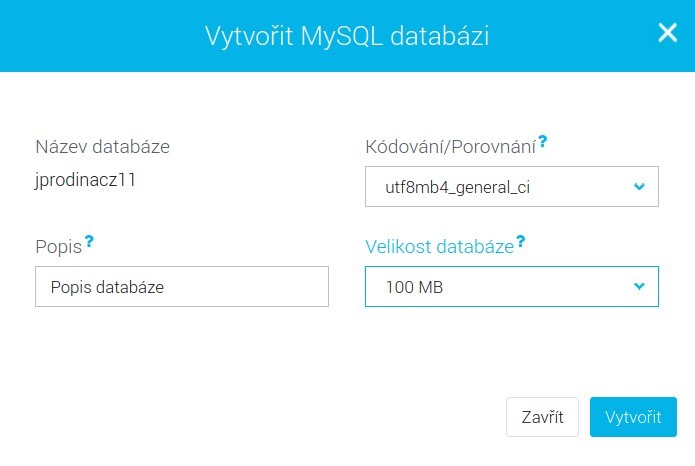 Vytvořit MySQL databázi
Název databáze
jprodinacz11
Kódování/Porovnání?
utf8mb4_general_ci
Popis?
Popis databáze
Velikost databáze?
100 MB
Zavřít
Vytvořit